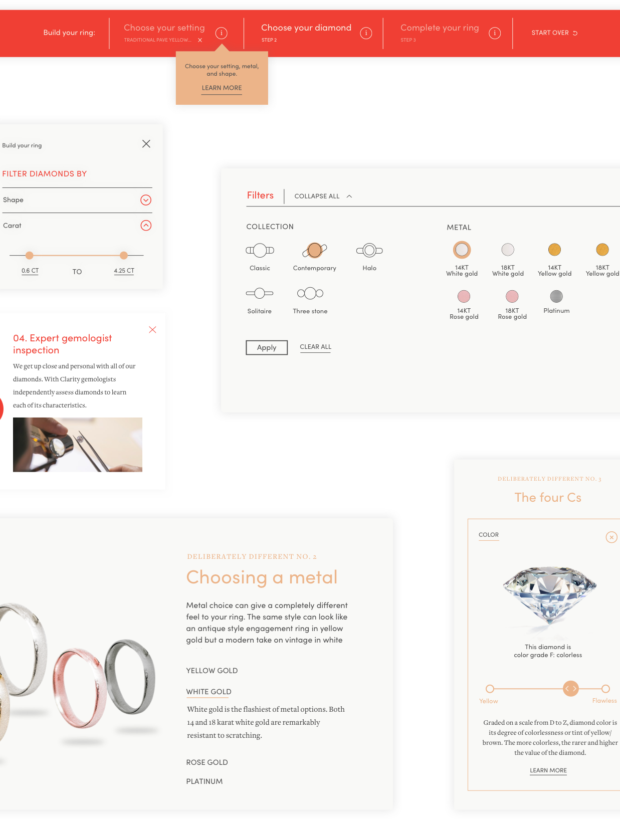 Build your ring:
Choose your setting
TRADITIONAL PAVE YELLOW...
Choose your diamond
STEP 2
Complete your ring
STEP 3
START OVER
Choose your setting, metal,
and shape.
LEARN MORE
Build your ring
FILTER DIAMONDS BY
Shape
Carat
0.6 CT
TO
4.25 CT
Filters
COLLAPSE ALL
COLLECTION
Classic
Contemporary
Halo
Solitaire
Three stone
METAL
14KT
White gold
18KT
White gold
14KT
Yellow gold
18KT
Yellow gold
14KT
Rose gold
18KT
Rose gold
Platinum
Apply
CLEAR ALL
04. Expert gemologist
inspection
We get up close and personal with all of our
diamonds. With Clarity gemologists
independently assess diamonds to learn
each of its characteristics.
DELIBERATELY DIFFERENT NO. 2
Choosing a metal
Metal choice can give a completely different
feel to your ring. The same style can look like
an antique style engagement ring in yellow
gold but a modern take on vintage in white
YELLOW GOLD
WHITE GOLD
White gold is the flashiest of metal options. Both
14 and 18 karat white gold are remarkably
resistant to scratching.
ROSE GOLD
PLATINUM
DELIBERATELY DIFFERENT NO. 3
The four Cs
COLOR
This diamond is
color grade F: colorless
Yellow
Flawless
Graded on a scale from D to Z, diamond color is
its degree of colorlessness or tint of yellow/
brown. The more colorless, the rarer and higher
the value of the diamond.
LEARN MORE